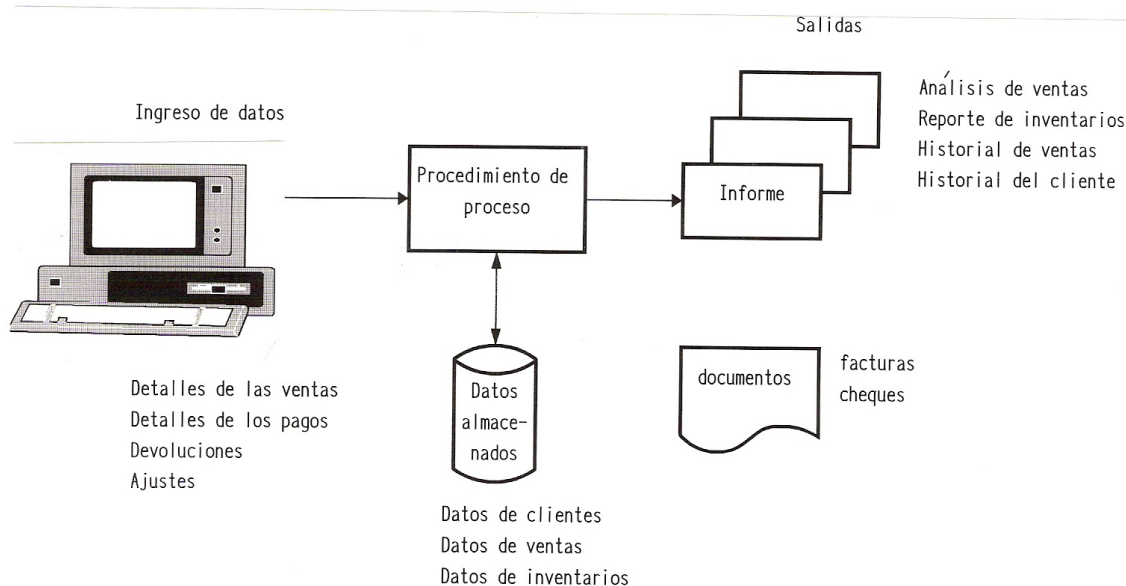 Salidas
Ingreso de datos
Análisis de ventas
Reporte de inventarios
Historial de ventas
Historial del cliente
Procedimiento de
proceso
Informe
Detalles de las ventas
Detalles de los pagos
Devoluciones
Ajustes
Datos
almace-
nados
documentos
facturas
cheques
Datos de clientes
Datos de ventas
Datos de inventarios